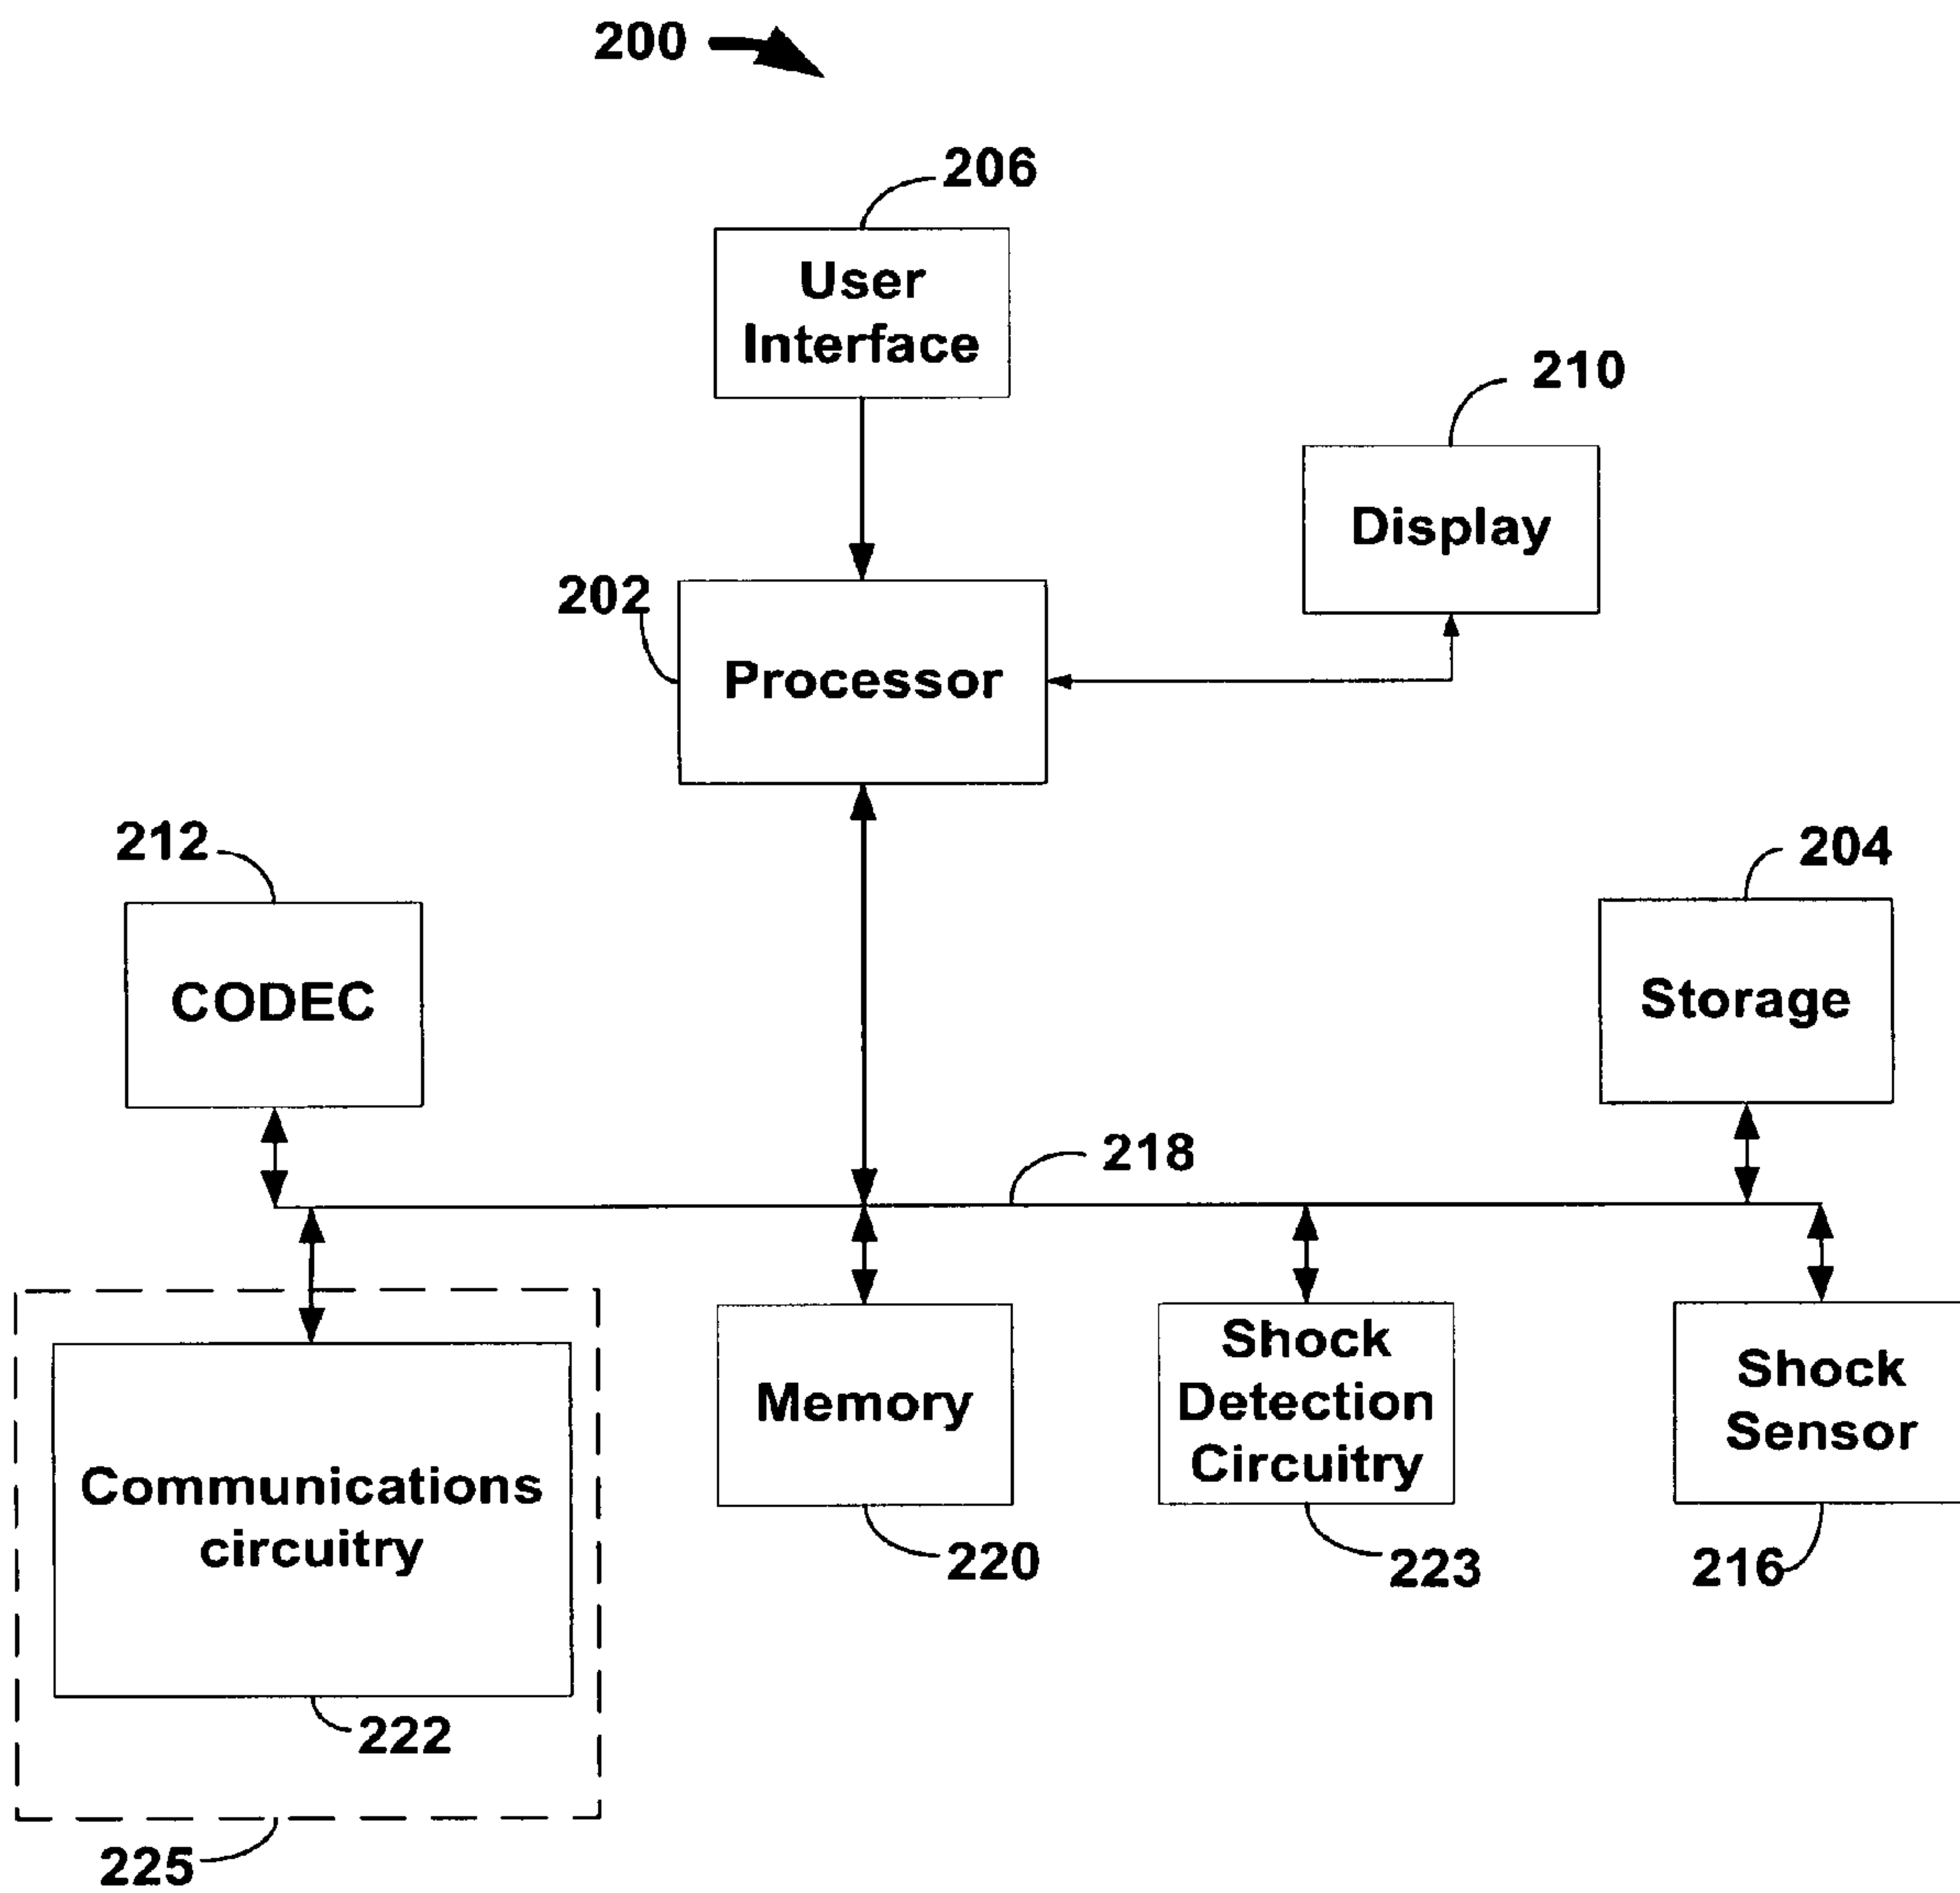 200
206
User
Interface
210
Display
202
Processor
212
CODEC
204
Storage
218
Communications
circuitry
222
225
Memory
220
Shock
Detection
Circuitry
223
Shock
Sensor
216